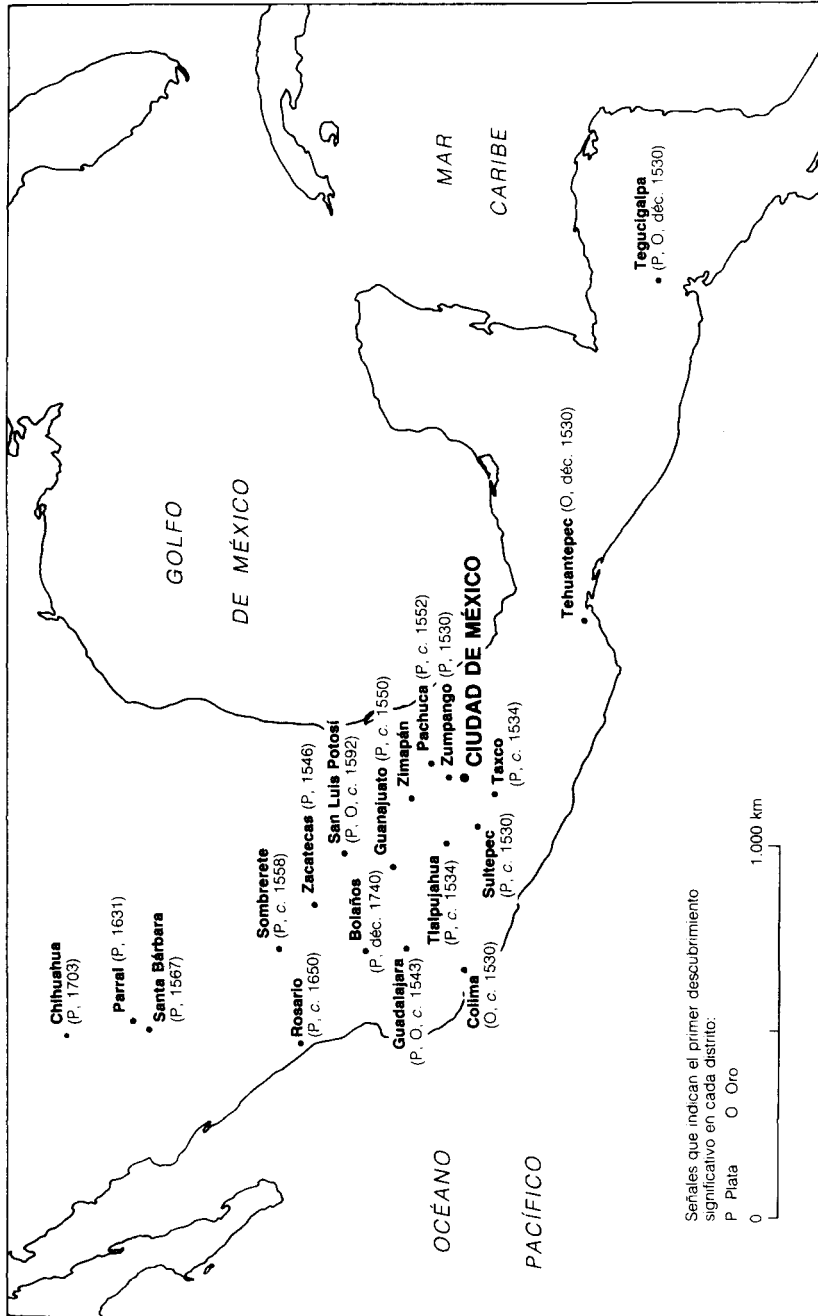 GOLFO
DE MÉXICO
MAR
CARIBE
OCÉANO
PACÍFICO
Chihuahua
(P, 1703)
Parral (P, 1631)
Santa Bárbara
(P, 1567)
Sombrerete
(P, c. 1558)
Rosario
(P, c. 1650)
Zacatecas (P, 1546)
San Luis Potosí
(P, O, c. 1592)
Bolaños
(P, déc. 1740)
Guanajuato (P, c. 1550)
Guadalajara
(P, O, c. 1543)
Zimapán
Pachuca (P, c. 1552)
Tlalpujahua
(P, c. 1534)
Zumpango (P, 1530)
CIUDAD DE MÉXICO
Colima
(O, c. 1530)
Sultepec
(P, c. 1530)
Taxco
(P, c. 1534)
Tehuantepec (O, déc. 1530)
Tegucigalpa
(P, O, déc. 1530)
Señales que indican el primer descubrimiento
significativo en cada distrito:
P Plata O Oro
0 1.000 km